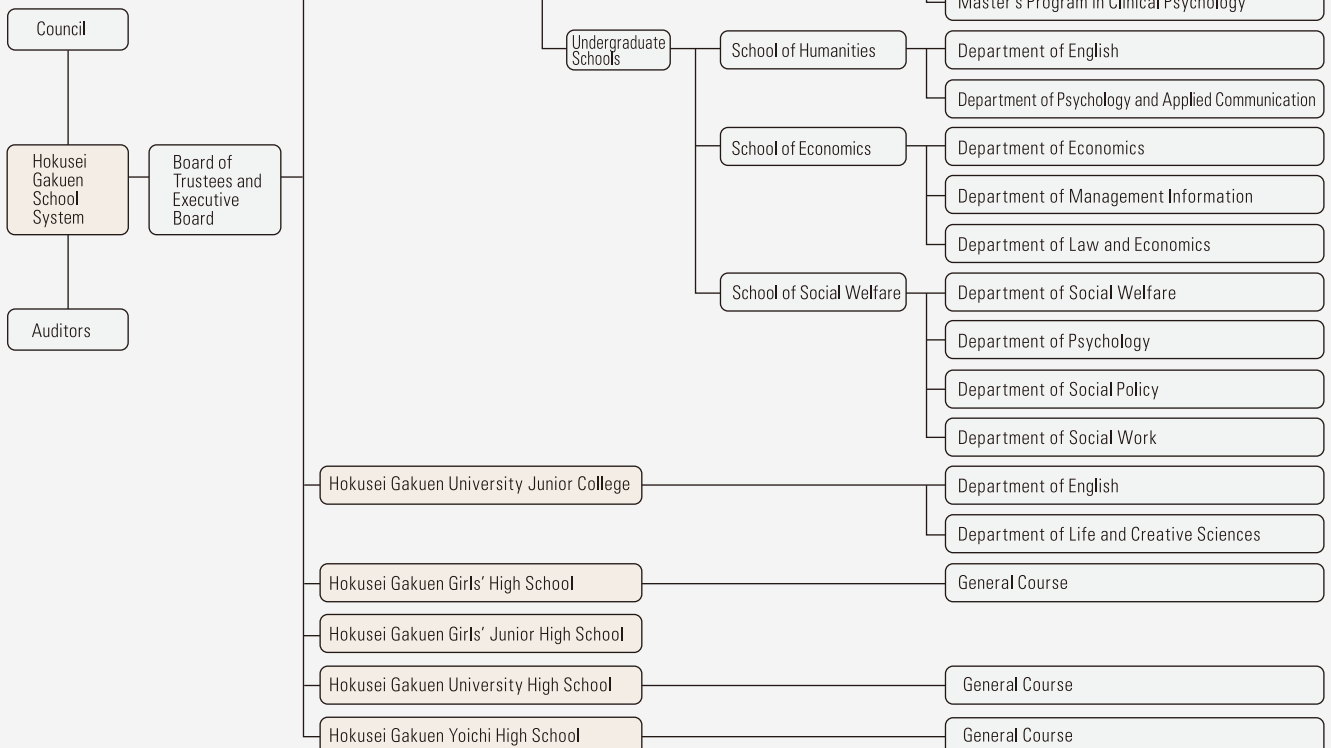 Master's Program in Clinical Psychology
Council
Undergraduate
Schools
School of Humanities
Department of English
Department of Psychology and Applied Communication
School of Economics
Department of Economics
Hokusei
Gakuen
School
System
Board of
Trustees and
Executive
Board
Department of Management Information
Department of Law and Economics
School of Social Welfare
Department of Social Welfare
Auditors
Department of Psychology
Department of Social Policy
Department of Social Work
Hokusei Gakuen University Junior College
Department of English
Department of Life and Creative Sciences
Hokusei Gakuen Girls' High School
General Course
Hokusei Gakuen Girls' Junior High School
Hokusei Gakuen University High School
General Course
Hokusei Gakuen Yoichi High School
General Course